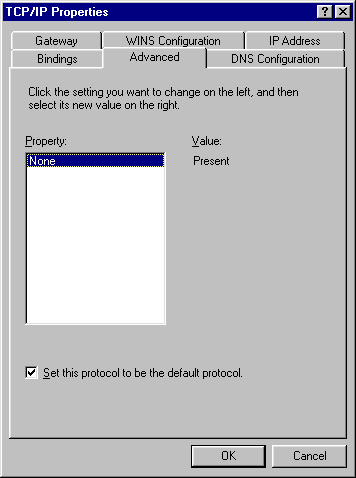 TCP/IP Properties
Gateway WINS Configuration IP Address
Bindings Advanced DNS Configuration
Click the setting you want to change on the left, and then
select its new value on the right.
Property: Value:
None Present
Set this protocol to be the default protocol.
OK Cancel